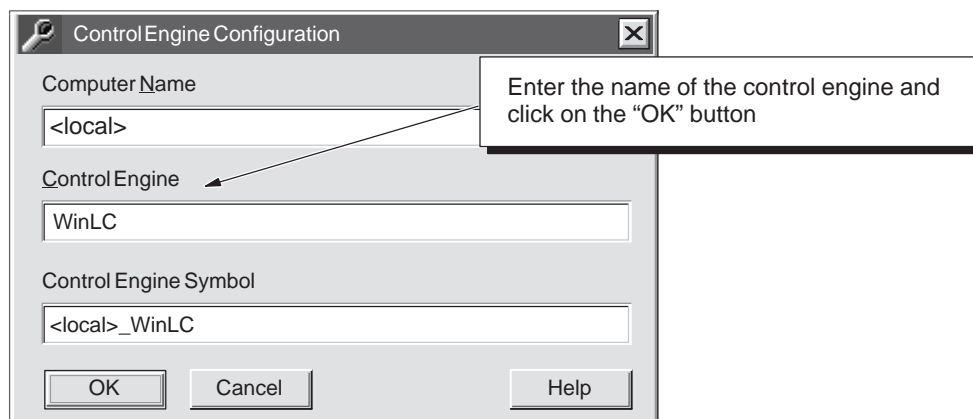 Control Engine Configuration
Computer Name
<local>
Enter the name of the control engine and
click on the “OK” button
Control Engine
WinLC
Control Engine Symbol
<local>_WinLC
OK
Cancel
Help